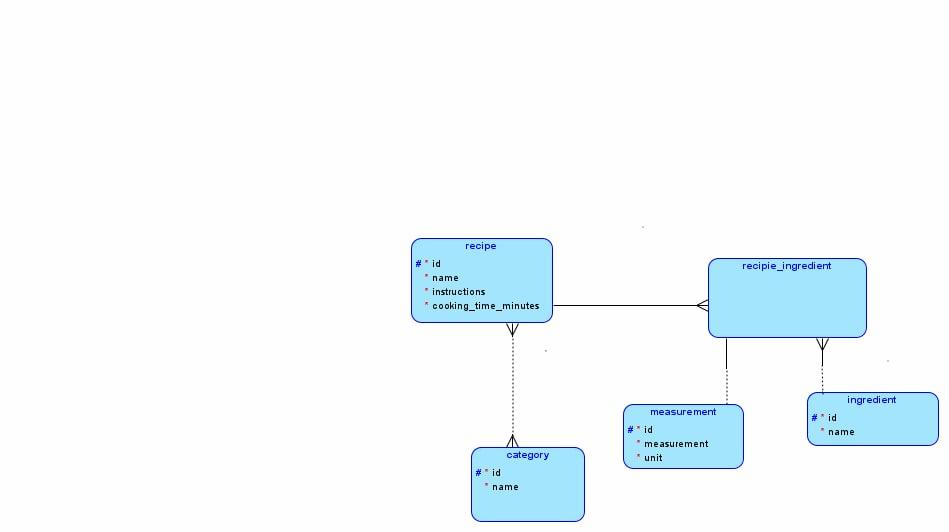 recipe
# * id
* name
* instructions
* cooking_time_minutes
recipie_ingredient
measurement
# * id
* measurement
* unit
ingredient
# * id
* name
category
# * id
* name